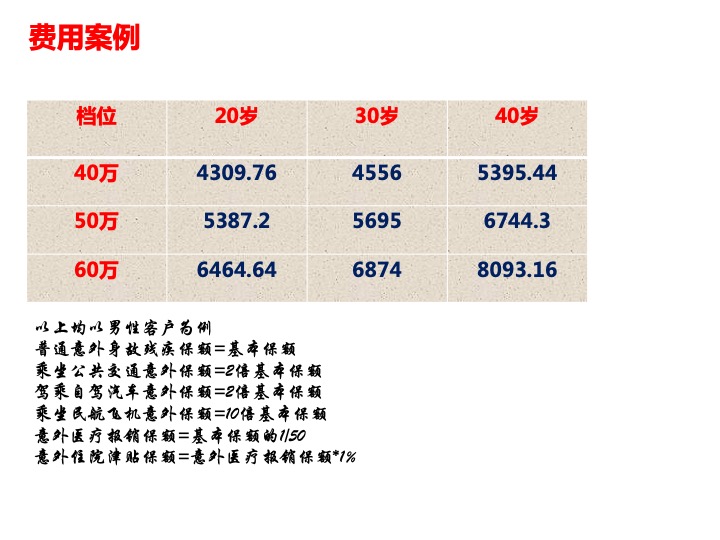 费用案例
档位 20岁 30岁 40岁
40万 4309.76 4556 5395.44
50万 5387.2 5695 6744.3
60万 6464.64 6874 8093.16
以上均以男性客户为例
普通意外身故残疾保额=基本保额
乘坐公共交通意外保额=2倍基本保额
驾乘自驾汽车意外保额=2倍基本保额
乘坐民航飞机意外保额=10倍基本保额
意外医疗报销保额=基本保额的1/50
意外住院津贴保额=意外医疗报销保额*1%